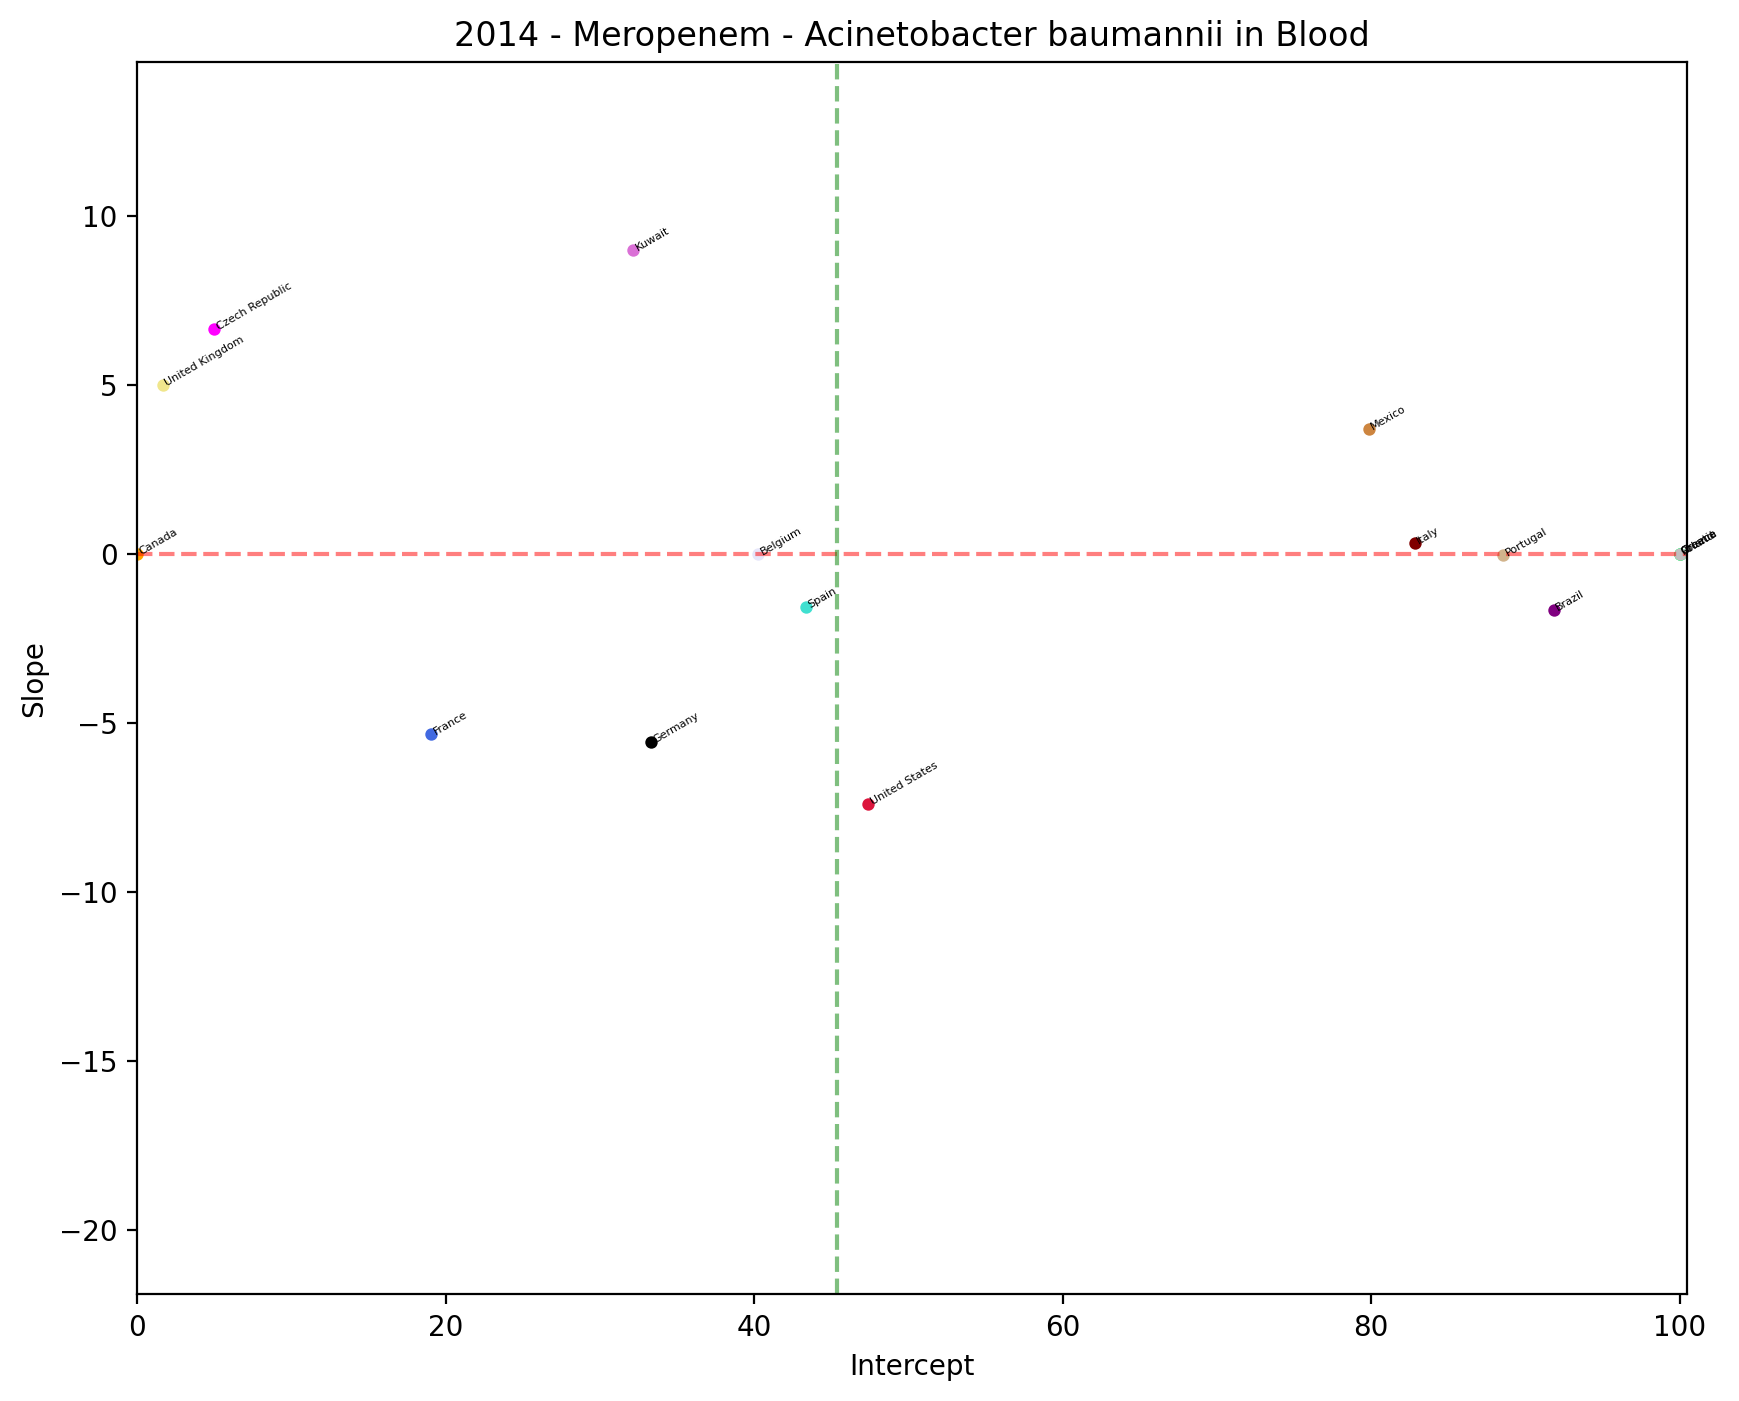 2014 - Meropenem - Acinetobacter baumannii in Blood
10
5
0
−5
−10
−15
−20
Slope
Kuwait
Czech Republic
United Kingdom
Mexico
Canada
Belgium
Italy
Portugal
Spain
Brazil
France
Germany
United States
0
20
40
60
80
100
Intercept